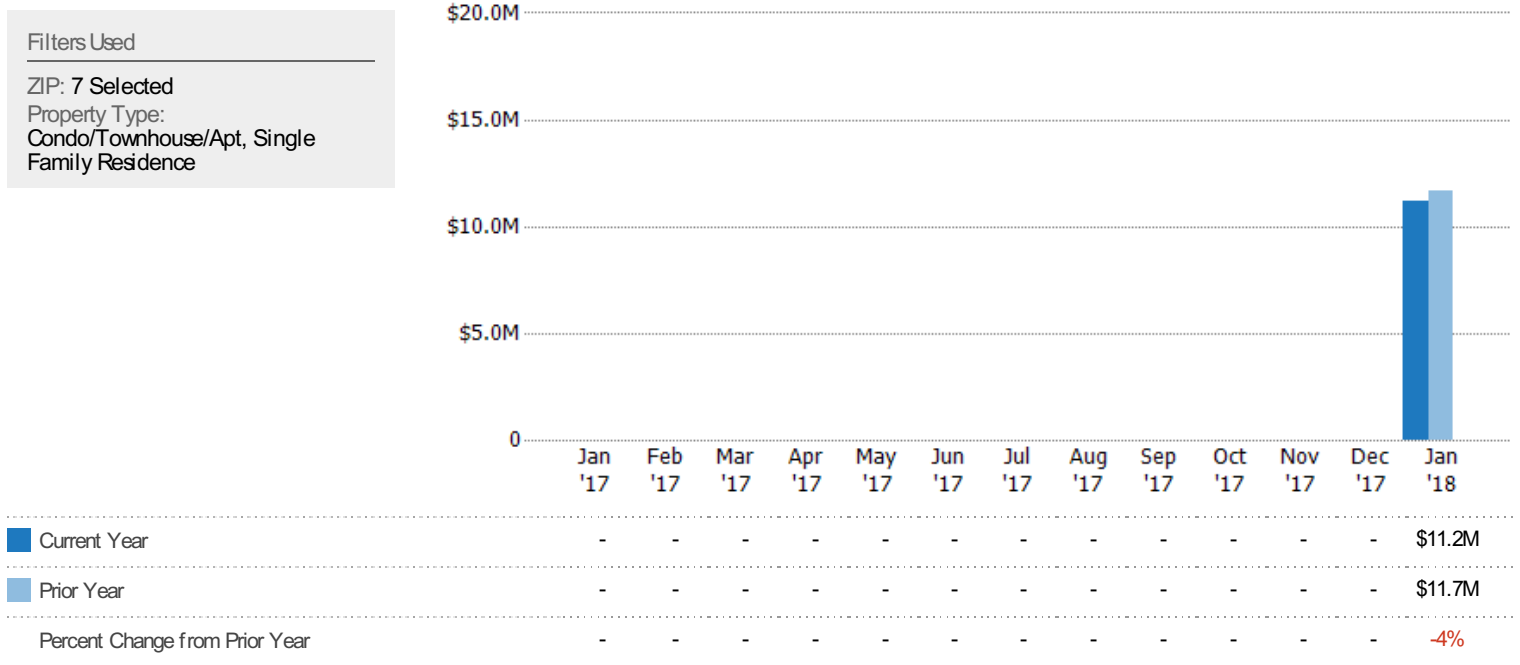 Filters Used
ZIP: 7 Selected
Property Type:
Condo/Townhouse/Apt, Single
Family Residence
$20.0M
$15.0M
$10.0M
$5.0M
0
Jan Feb Mar Apr May Jun Jul Aug Sep Oct Nov Dec Jan
'17 '17 '17 '17 '17 '17 '17 '17 '17 '17 '17 '17 '18
Current Year - - - - - - - - - - - - $11.2M
Prior Year - - - - - - - - - - - - $11.7M
Percent Change from Prior Year - - - - - - - - - - - - -4%